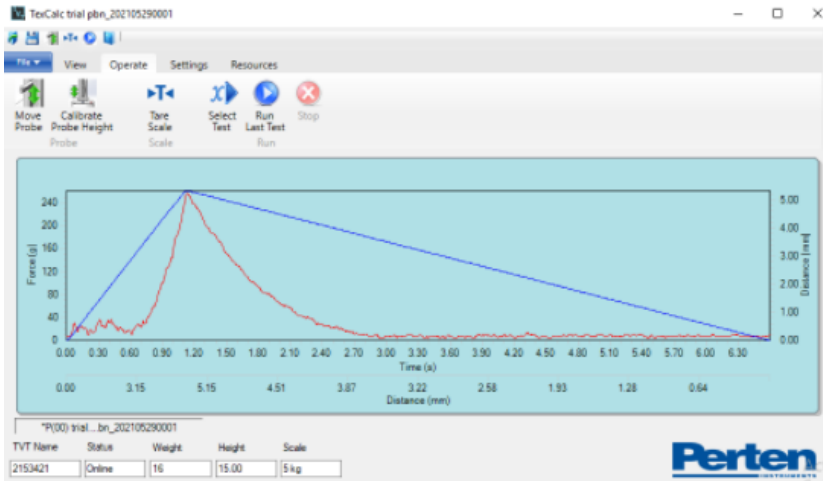 TexCalc trial pbn_202105290001
File View Operate Settings Resources
Move Probe
Calibrate Probe Height
Tare Scale
Select Test
Run Last Test
Stop
Probe Scale Run
Force (g)
240
200
160
120
80
40
0
5.00
4.00
3.00
2.00
1.00
0.00
Distance [mm]
0.00 0.30 0.60 0.90 1.20 1.50 1.80 2.10 2.40 2.70 3.00 3.30 3.60 3.90 4.20 4.50 4.80 5.10 5.40 5.70 6.00 6.30
Time (s)
0.00 3.15 5.15 4.51 3.87 3.22 2.58 1.93 1.28 0.64
Distance (mm)
*P(00) trial....bn_202105290001
TVT Name Status Weight Height Scale
2153421 Online 16 15.00 5 kg
Perten